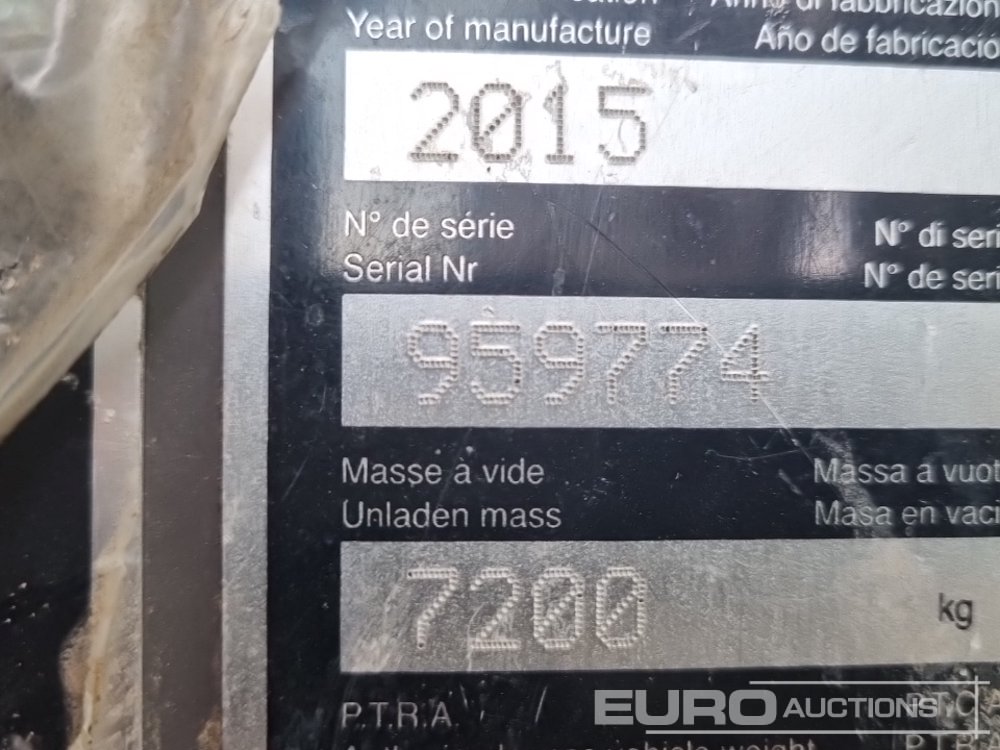 Year of manufacture Año de fabricació
2015
N° de série N° di seri
Serial Nr N° de seri
959774
Masse à vide Massa a vuot
Unladen mass Masa en vaci
7200 kg
P.T.R.A. P.T.C.A
EURO AUCTIONS